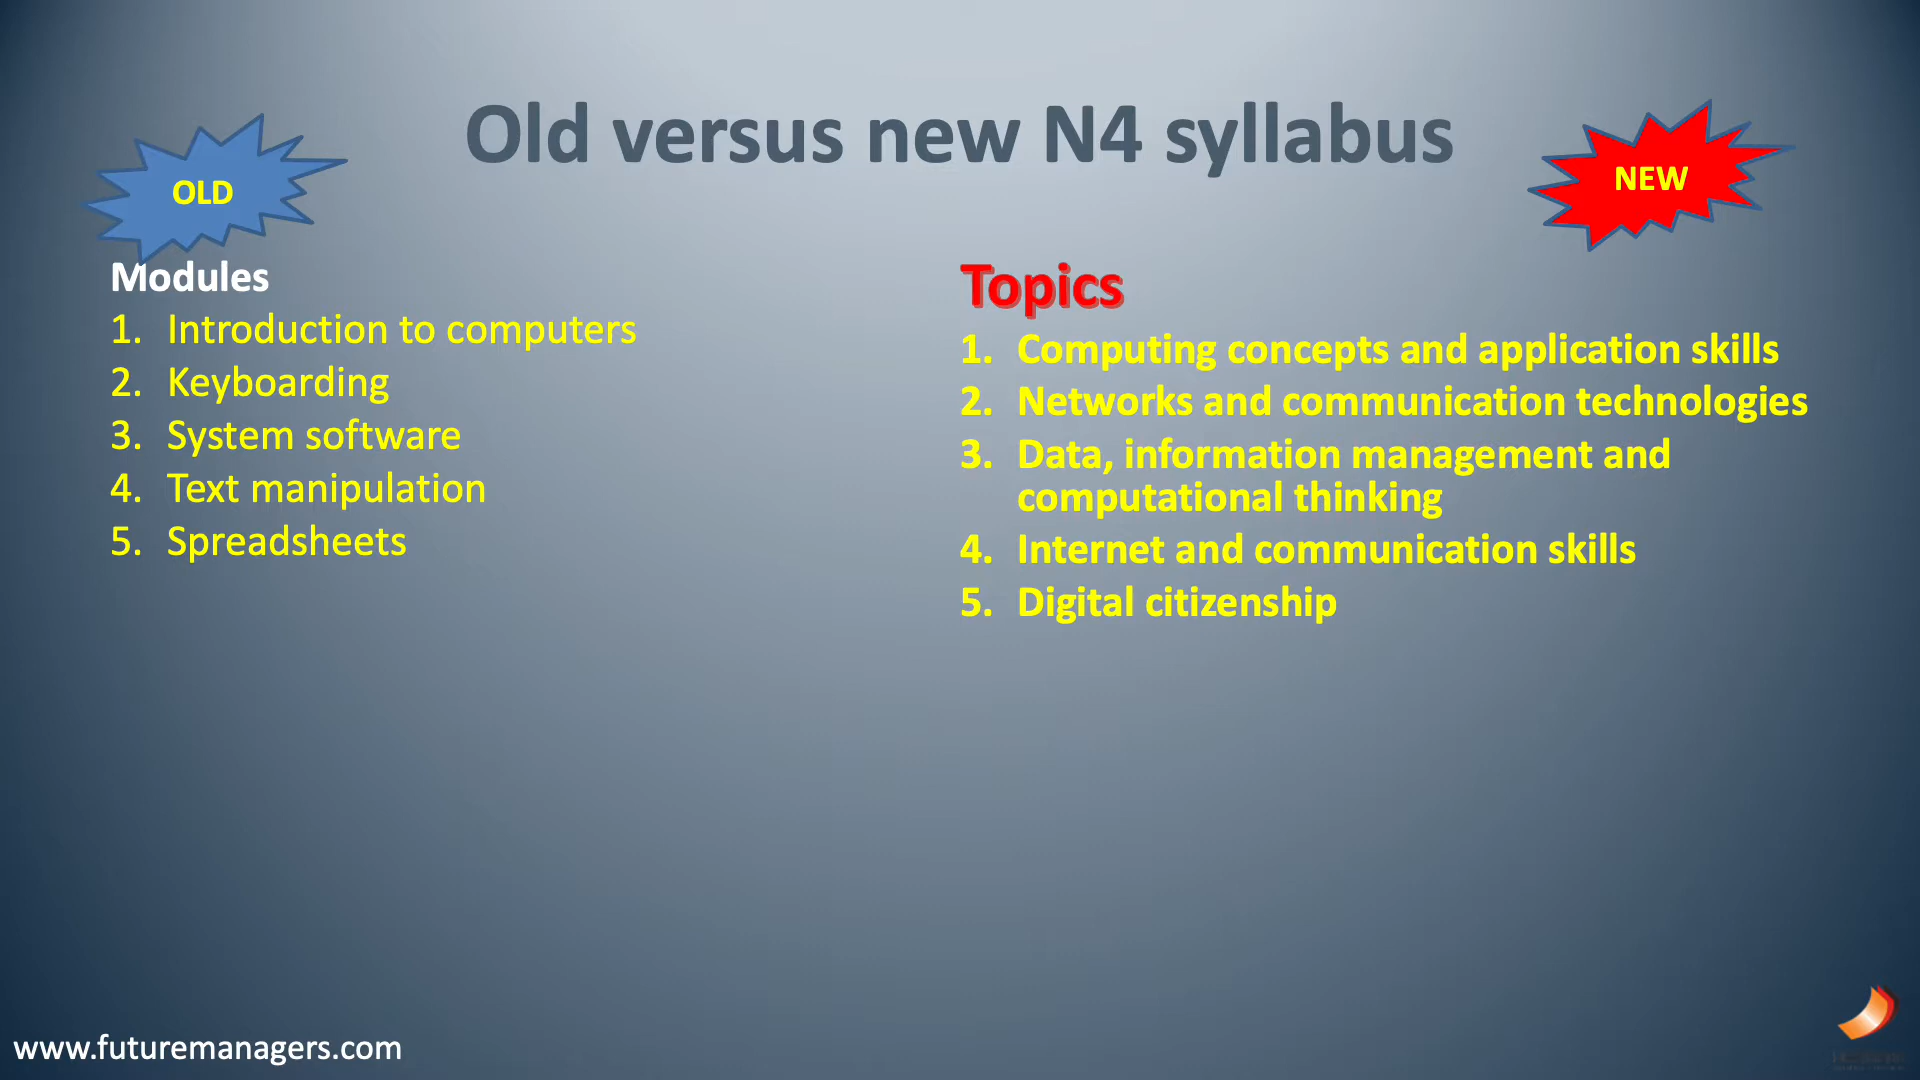 Old versus new N4 syllabus
OLD
NEW
Modules
1. Introduction to computers
2. Keyboarding
3. System software
4. Text manipulation
5. Spreadsheets
Topics
1. Computing concepts and application skills
2. Networks and communication technologies
3. Data, information management and
computational thinking
4. Internet and communication skills
5. Digital citizenship
www.futuremanagers.com